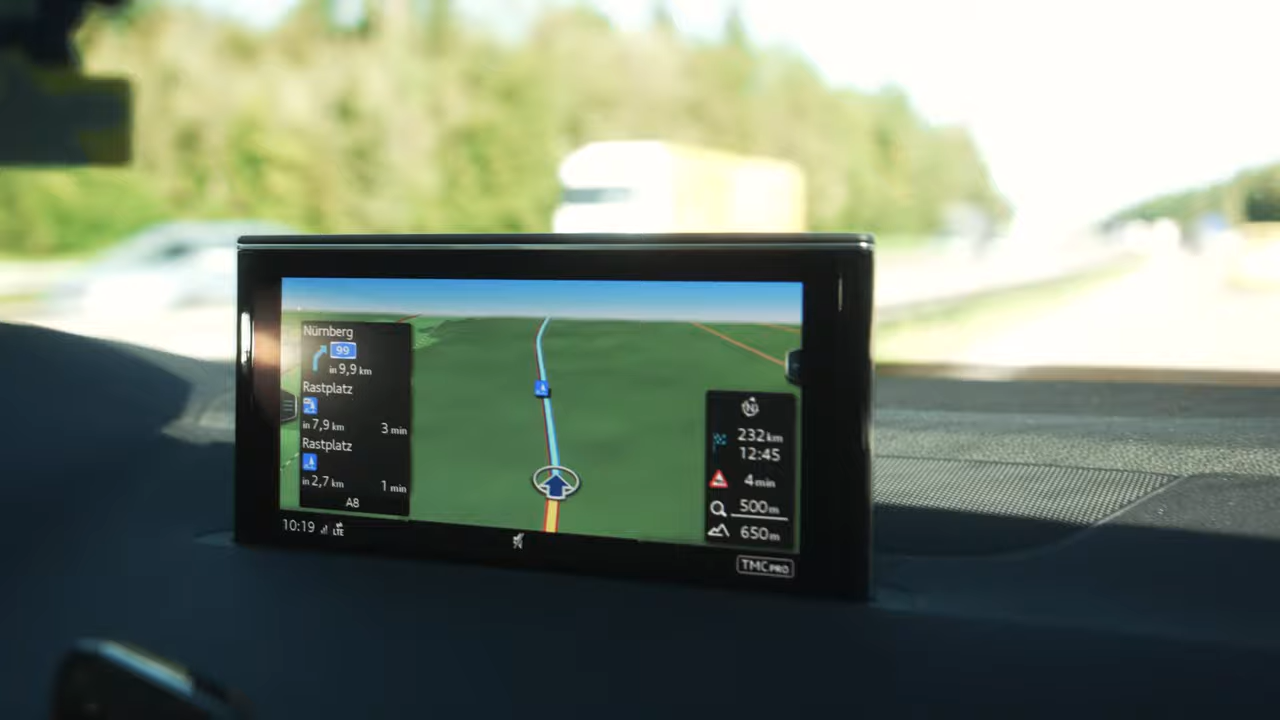 Nürnberg
99
in 9,9 km
Rastplatz
in 7,9 km 3 min
Rastplatz
in 2,7 km 1 min
A8
10:19 LTE
N
232 km
12:45
4 min
500 m
650 m
TMC PRO